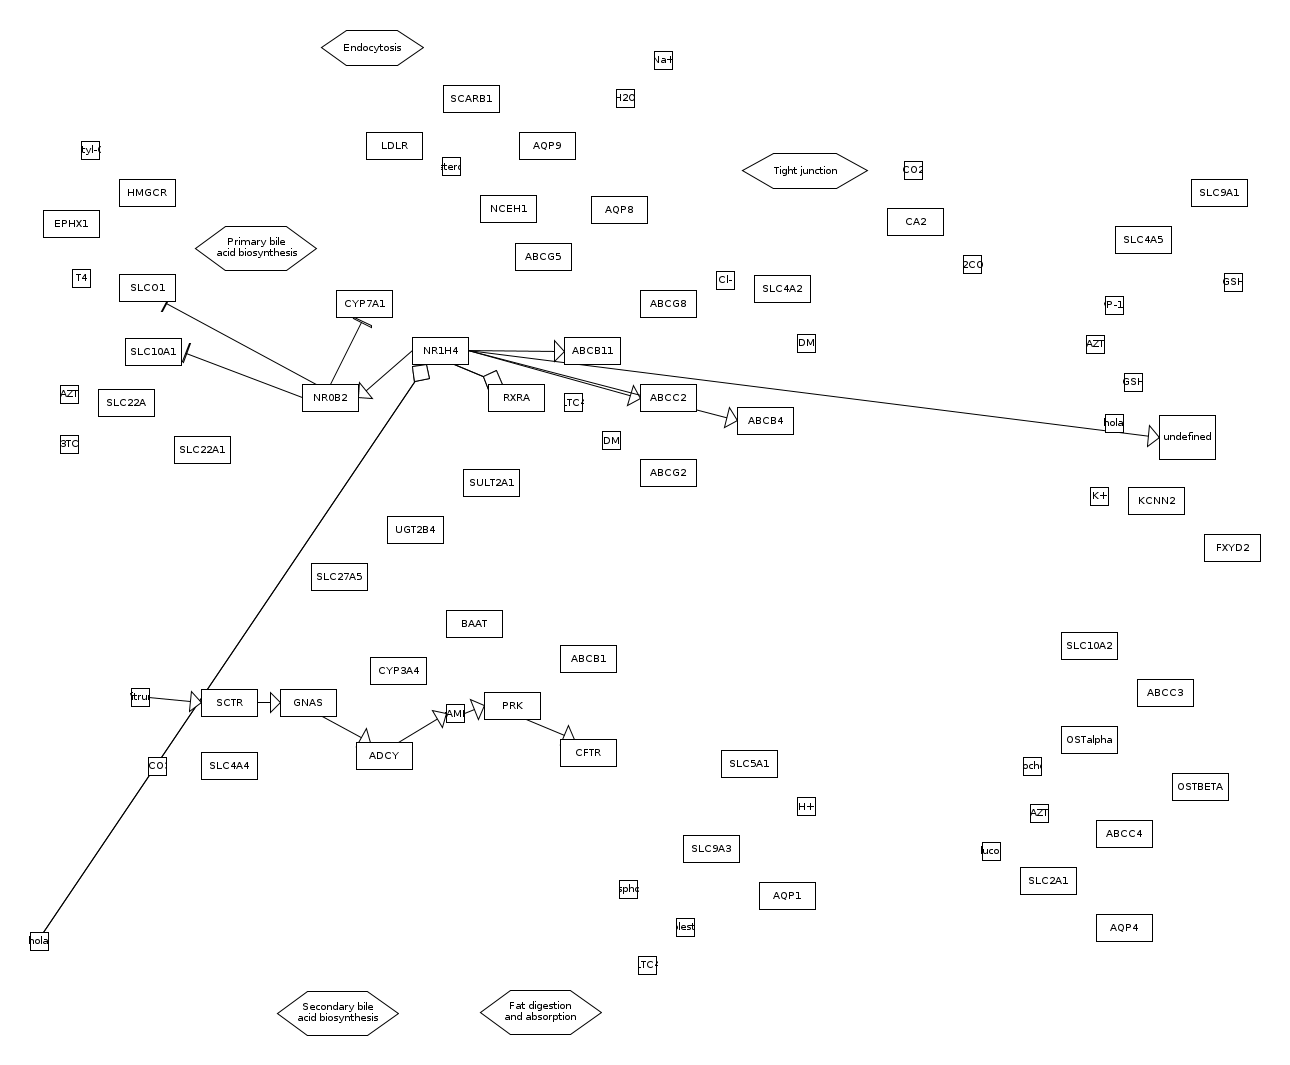 Endocytosis
Na+
SCARB1
H2O
LDLR
AQP9
tyl-
HMGCR
Tight junction
CO2
SLC9A1
NCEH1
AQP8
EPHX1
CA2
SLC4A5
Primary bile
acid biosynthesis
ABCG5
T4
SLCO1
Cl-
SLC4A2
2CO
GSH
CYP7A1
ABCG8
P-1
SLC10A1
NR1H4
ABCB11
DM
AZT
GSH
AZT
SLC22A
NR0B2
RXRA
LTC4
ABCC2
ABCB4
hola
undefined
SLC22A1
DM
ABCG2
SULT2A1
K+
KCNN2
UGT2B4
FXYD2
SLC27A5
BAAT
ABCB1
SLC10A2
CYP3A4
SCTR
GNAS
AMP
PRK
ABCC3
ADCY
CFTR
OSTalpha
CO
SLC4A4
SLC5A1
och
OSTBETA
H+
AZT
ABCC4
SLC9A3
luco
SLC2A1
spho
AQP1
lest
AQP4
hola
LTC4
Secondary bile
acid biosynthesis
Fat digestion
and absorption